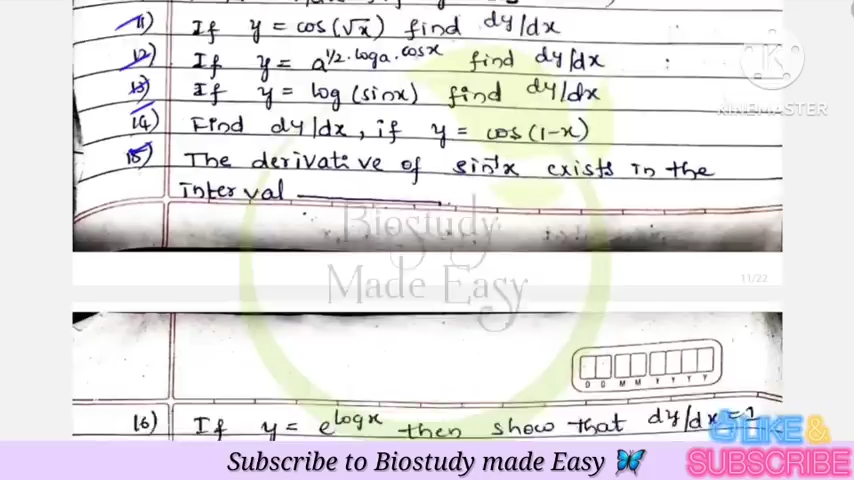 11) If y = cos(√x) find dy/dx
12) If y = a^1/2·loga·cosx find dy/dx
13) If y = log (sinx) find dy/dx
14) Find dy/dx, if y = cos(1-x)
15) The derivative of sin⁻¹x exists in the
interval ________
KINEMASTER
Biostudy
Made Easy
11/22
D D M M Y Y Y Y
16) If y = e^logx then show that dy/dx = 1
LIKE &
SUBSCRIBE
Subscribe to Biostudy made Easy